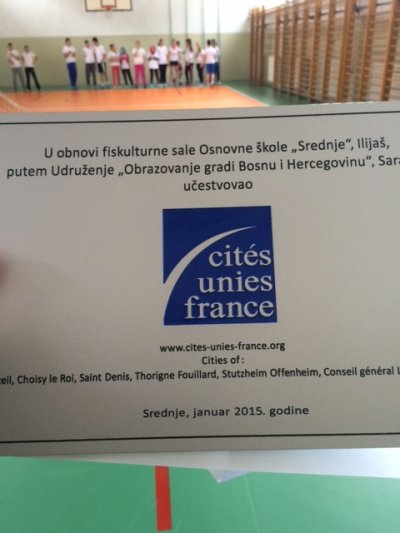 U obnovi fiskulturne sale Osnovne škole „Srednje“, Ilijaš,
putem Udruženje „Obrazovanje gradi Bosnu i Hercegovinu“,
učestvovao
cités
unies
france
www.cites-unies-france.org
Cities of :
Choisy le Roi, Saint Denis, Thorigne Fouillard, Stutzheim Offenheim, Conseil général
Srednje, januar 2015. godine